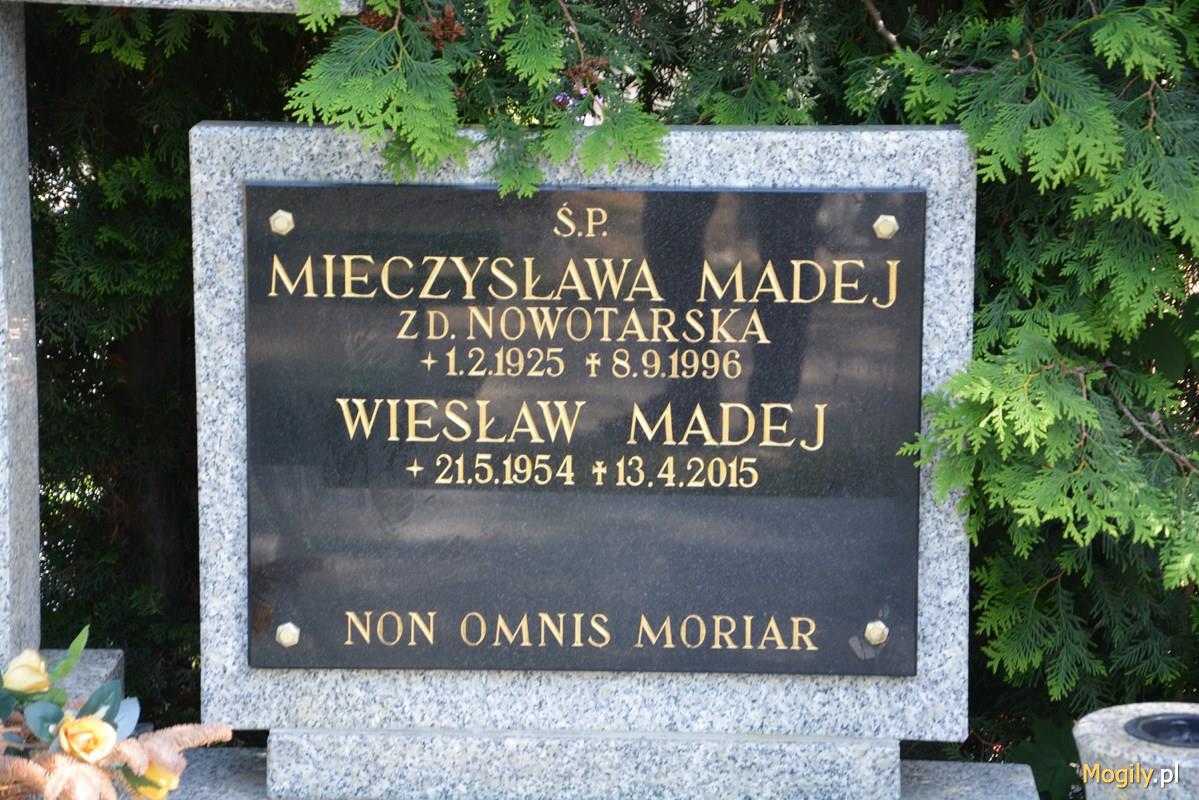 Ś.P.
MIECZYSŁAWA MADEJ
Z D. NOWOTARSKA
+ 1.2.1925 ✝ 8.9.1996
WIESŁAW MADEJ
+ 21.5.1954 ✝ 13.4.2015
NON OMNIS MORIAR
Mogily.pl